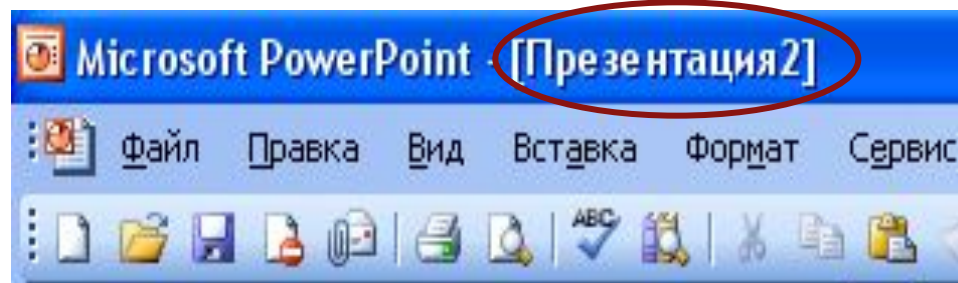 Microsoft PowerPoint - [Презентация2]
Файл Правка Вид Вставка Формат Сервис
ABC